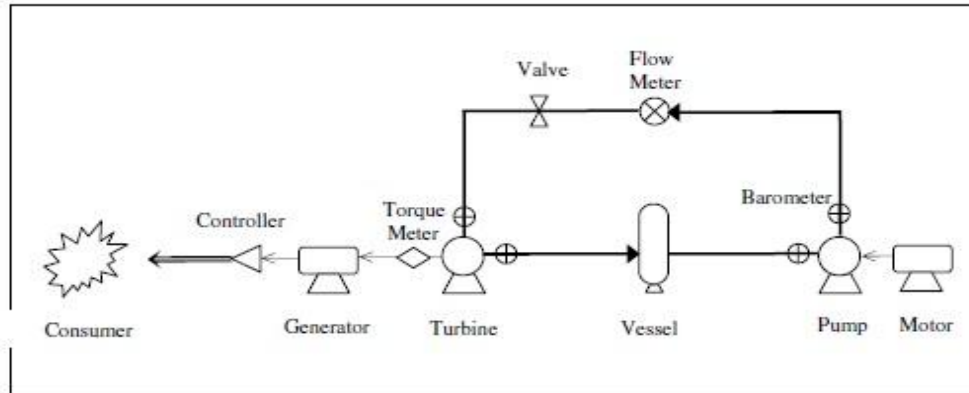 Flow
Meter
Valve
Barometer
Controller
Torque
Meter
Consumer
Generator
Turbine
Vessel
Pump
Motor